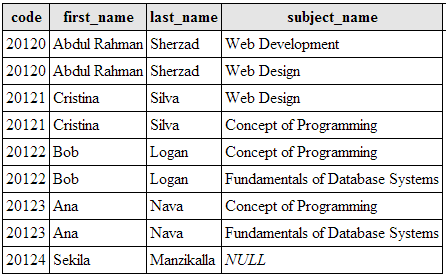 code first_name last_name subject_name
20120 Abdul Rahman Sherzad Web Development
20120 Abdul Rahman Sherzad Web Design
20121 Cristina Silva Web Design
20121 Cristina Silva Concept of Programming
20122 Bob Logan Concept of Programming
20122 Bob Logan Fundamentals of Database Systems
20123 Ana Nava Concept of Programming
20123 Ana Nava Fundamentals of Database Systems
20124 Sekila Manzikalla NULL